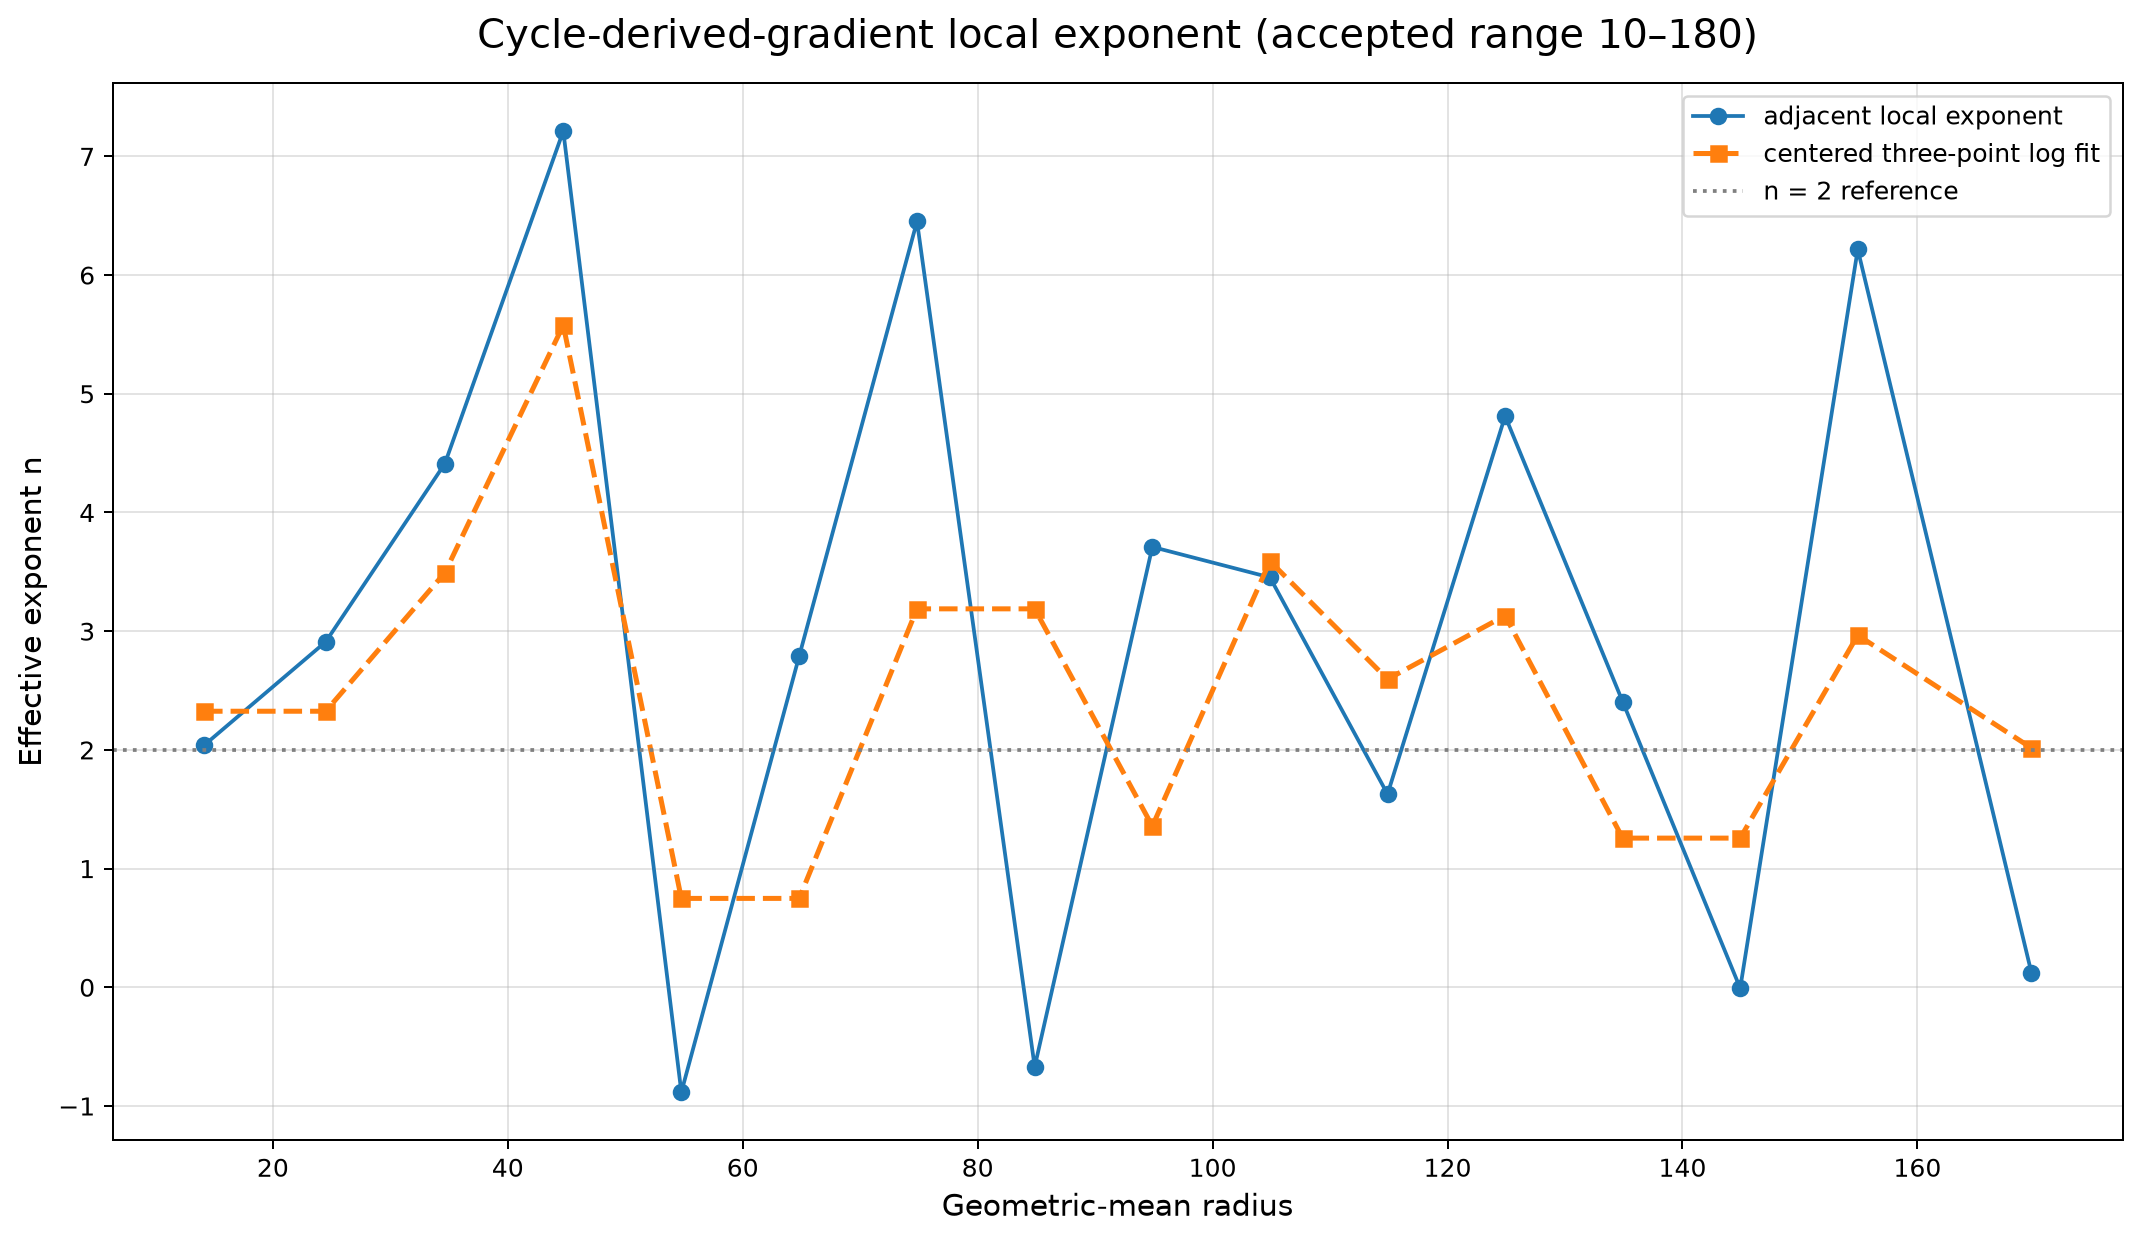 Cycle-derived-gradient local exponent (accepted range 10–180)
adjacent local exponent
centered three-point log fit
n = 2 reference
Effective exponent n
7
6
5
4
3
2
1
0
−1
20 40 60 80 100 120 140 160
Geometric-mean radius